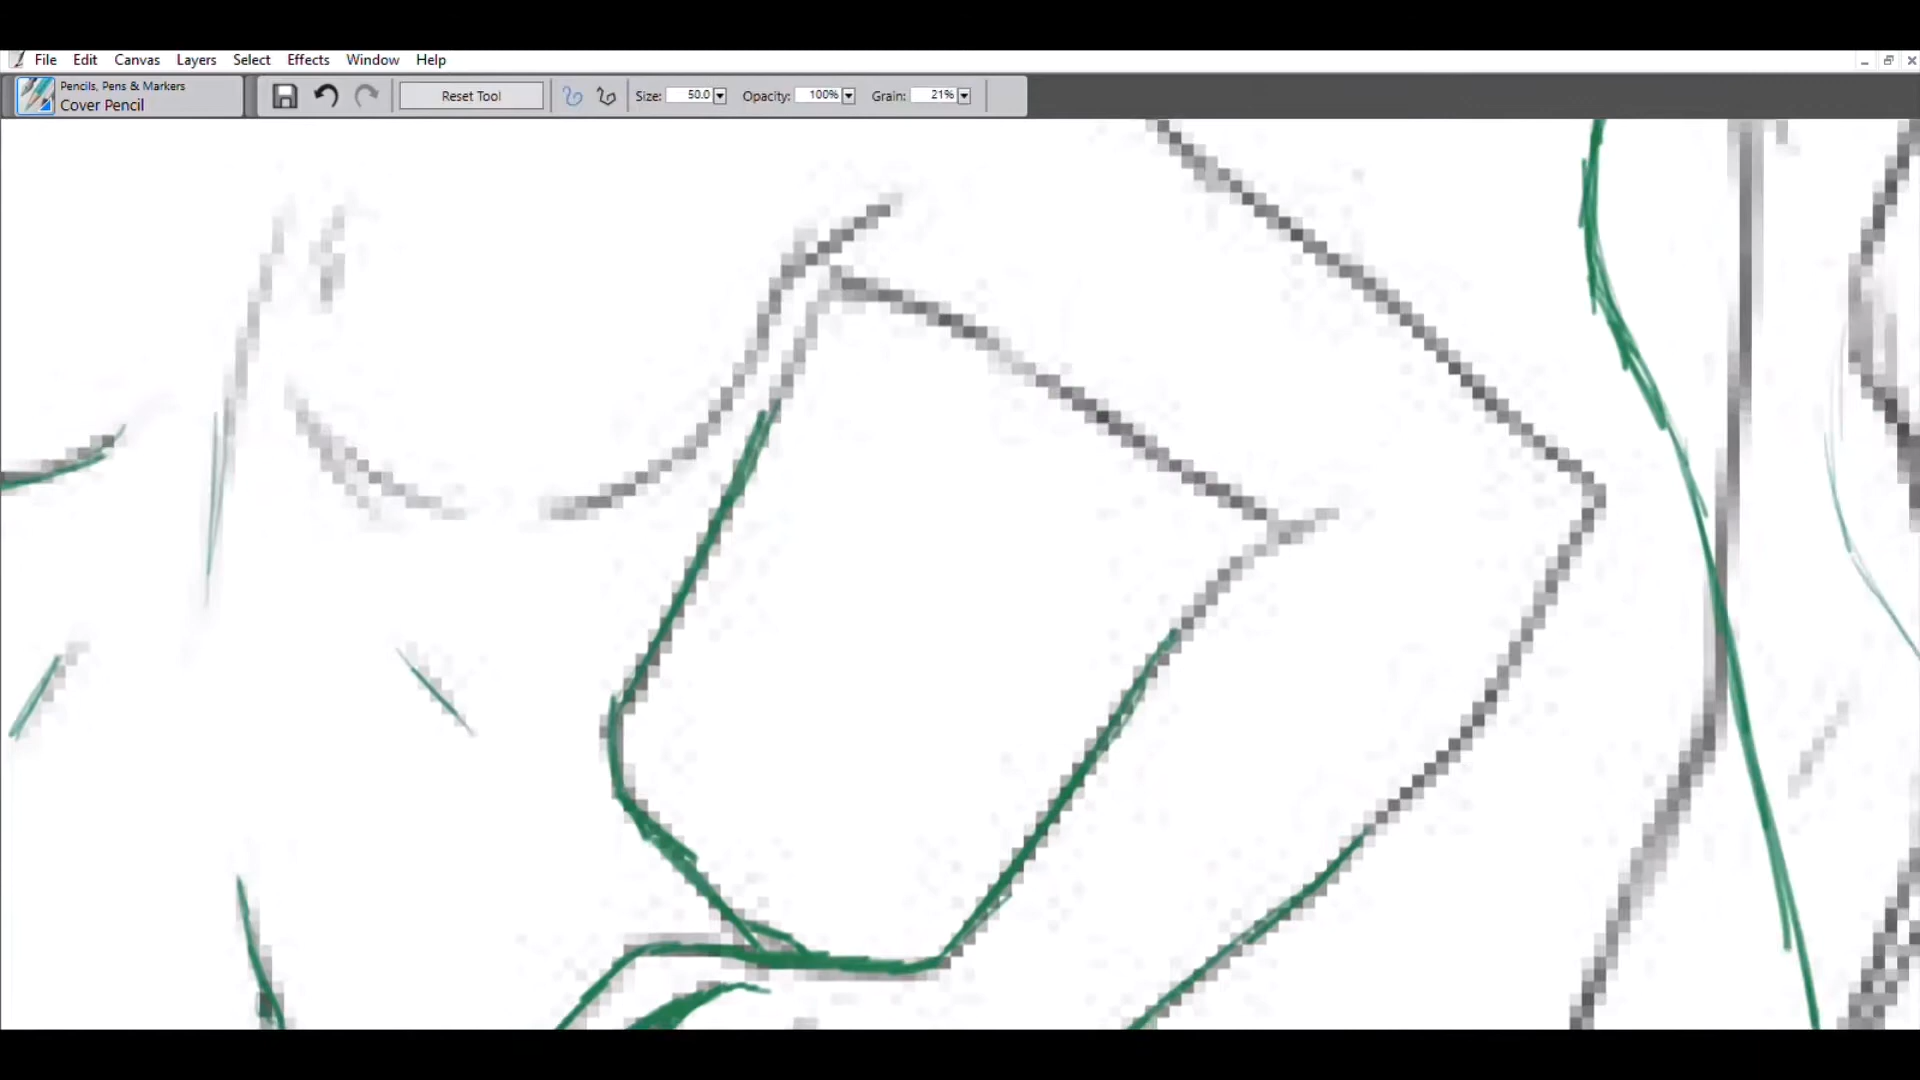 File Edit Canvas Layers Select Effects Window Help
Pencils, Pens & Markers
Cover Pencil
Reset Tool Size: 50.0 Opacity: 100% Grain: 21%